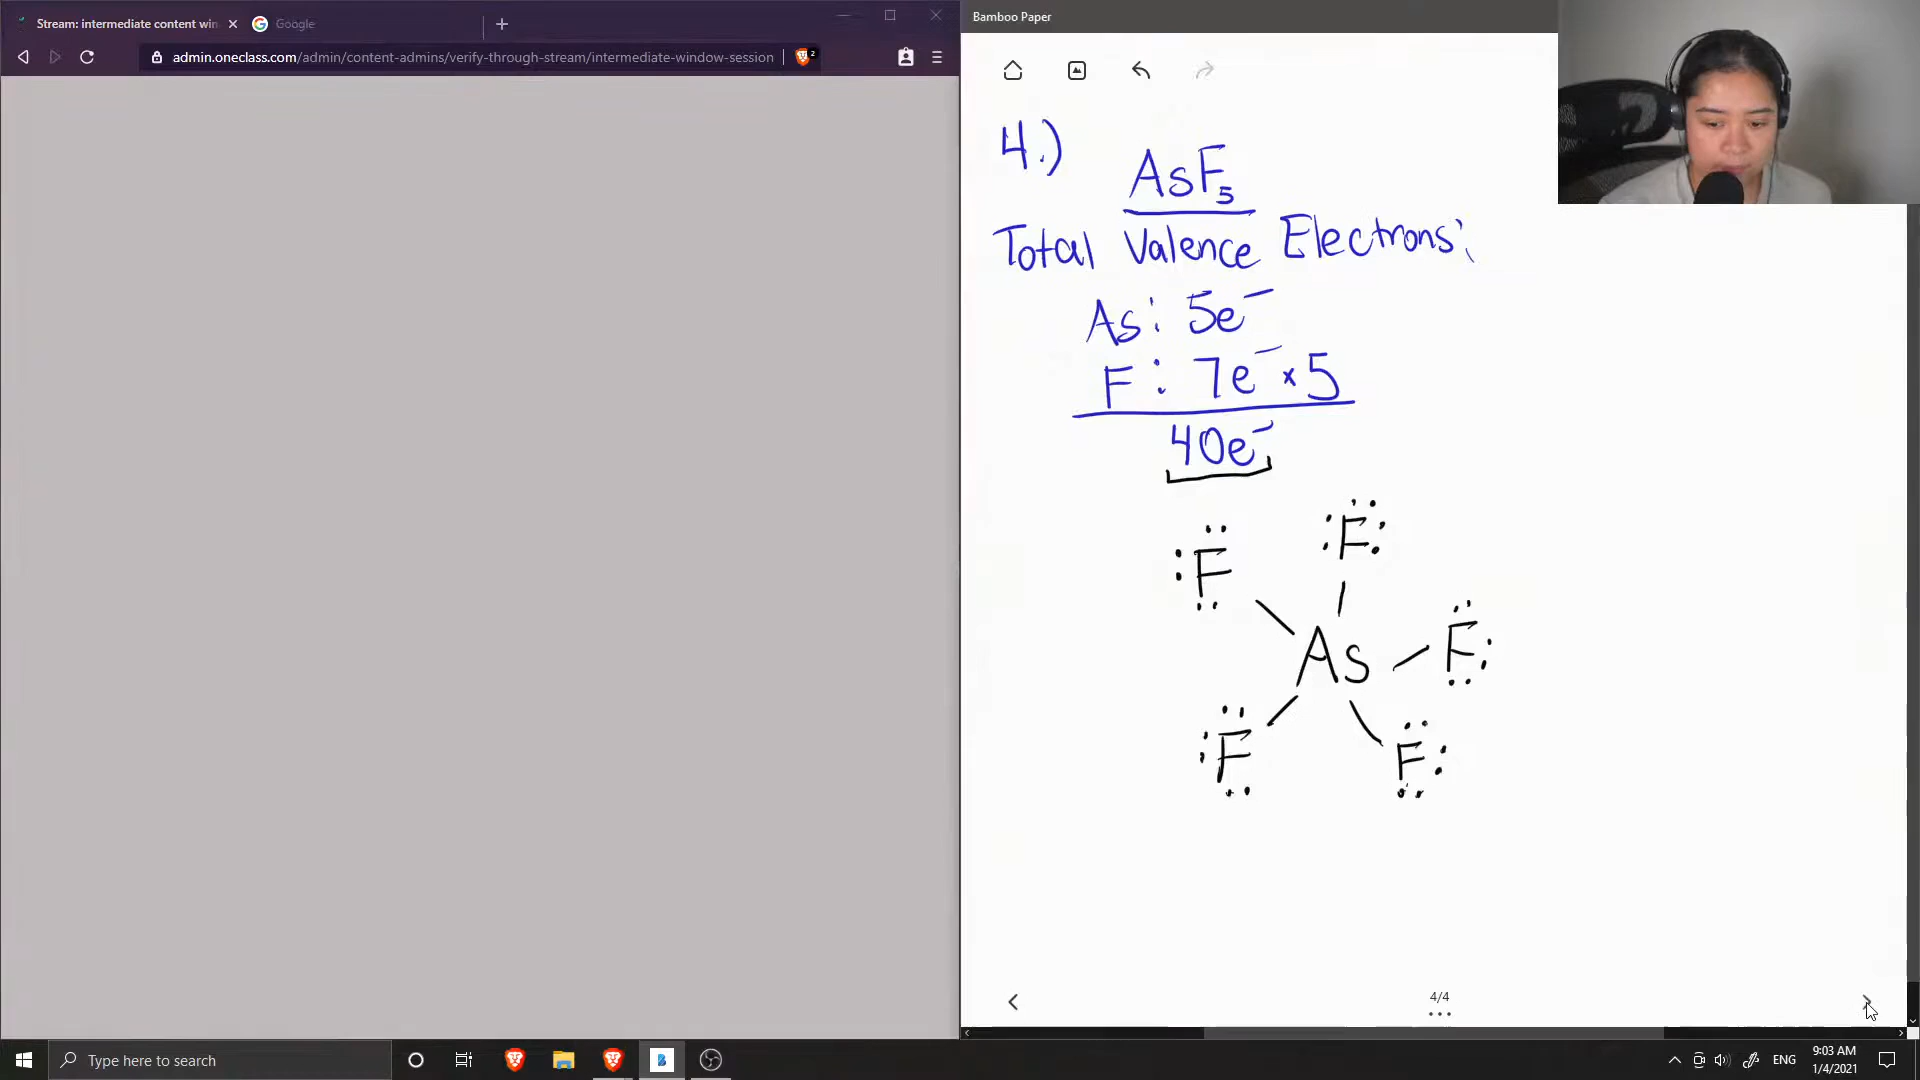 Stream: intermediate content win
Google
admin.oneclass.com/admin/content-admins/verify-through-stream/intermediate-window-session
2
Bamboo Paper
4.)
AsF₅
Total Valence Electrons:
As: 5e⁻
F: 7e⁻ × 5
40e⁻
F
F
As
F
F
F
4/4
Type here to search
B
ENG
9:03 AM
1/4/2021